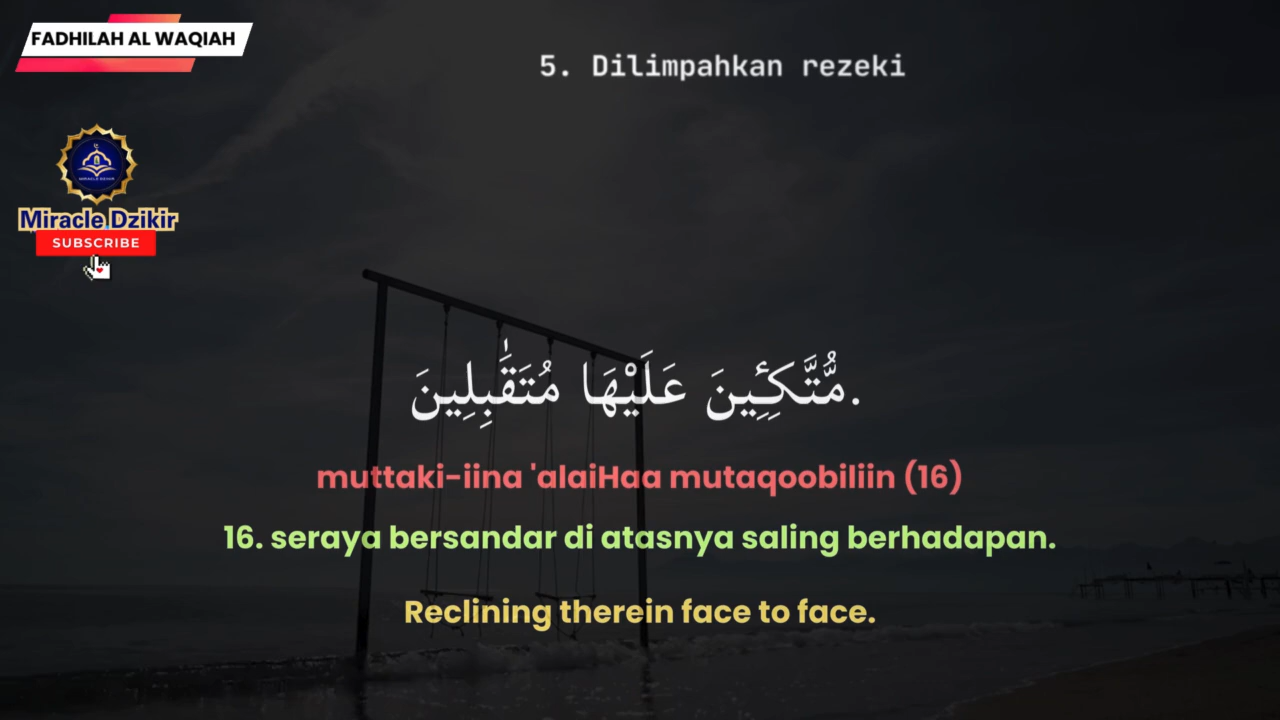 FADHILAH AL WAQIAH
5. Dilimpahkan rezeki
Miracle Dzikir
SUBSCRIBE
مُّتَّكِـِٔينَ عَلَيْهَا مُتَقَٰبِلِينَ.
muttaki-iina 'alaiHaa mutaqoobiliin (16)
16. seraya bersandar di atasnya saling berhadapan.
Reclining therein face to face.